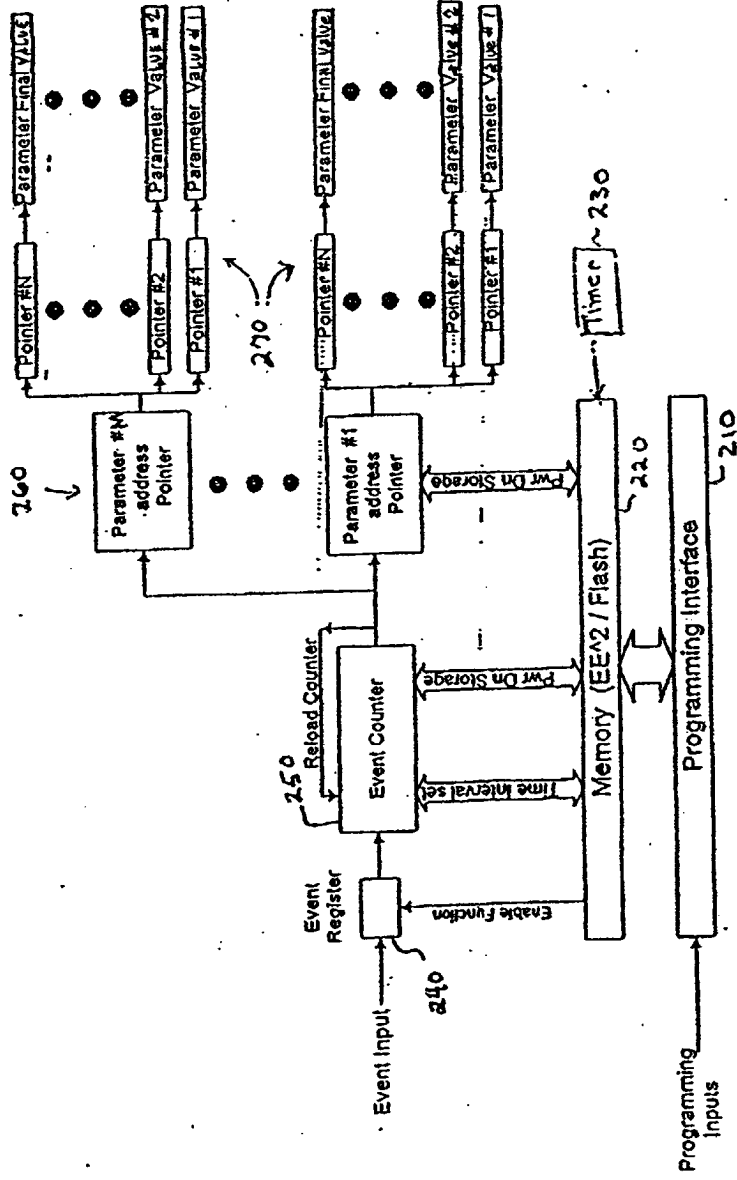 260
Parameter #M
address
Pointer
Pointer #N
Parameter Final Value
Pointer #2
Parameter Value #2
Pointer #1
Parameter Value #1
270
Parameter #1
address
Pointer
Pointer #N
Parameter Final Value
Pointer #2
Parameter Value #2
Pointer #1
Parameter Value #1
Event Input
Event
Register
240
250
Reload Counter
Event Counter
Enable Function
Time Interval set
Pwr Dn Storage
Pwr Dn Storage
Timer
230
Memory (EE^2 / Flash)
220
Programming
Inputs
Programming Interface
210